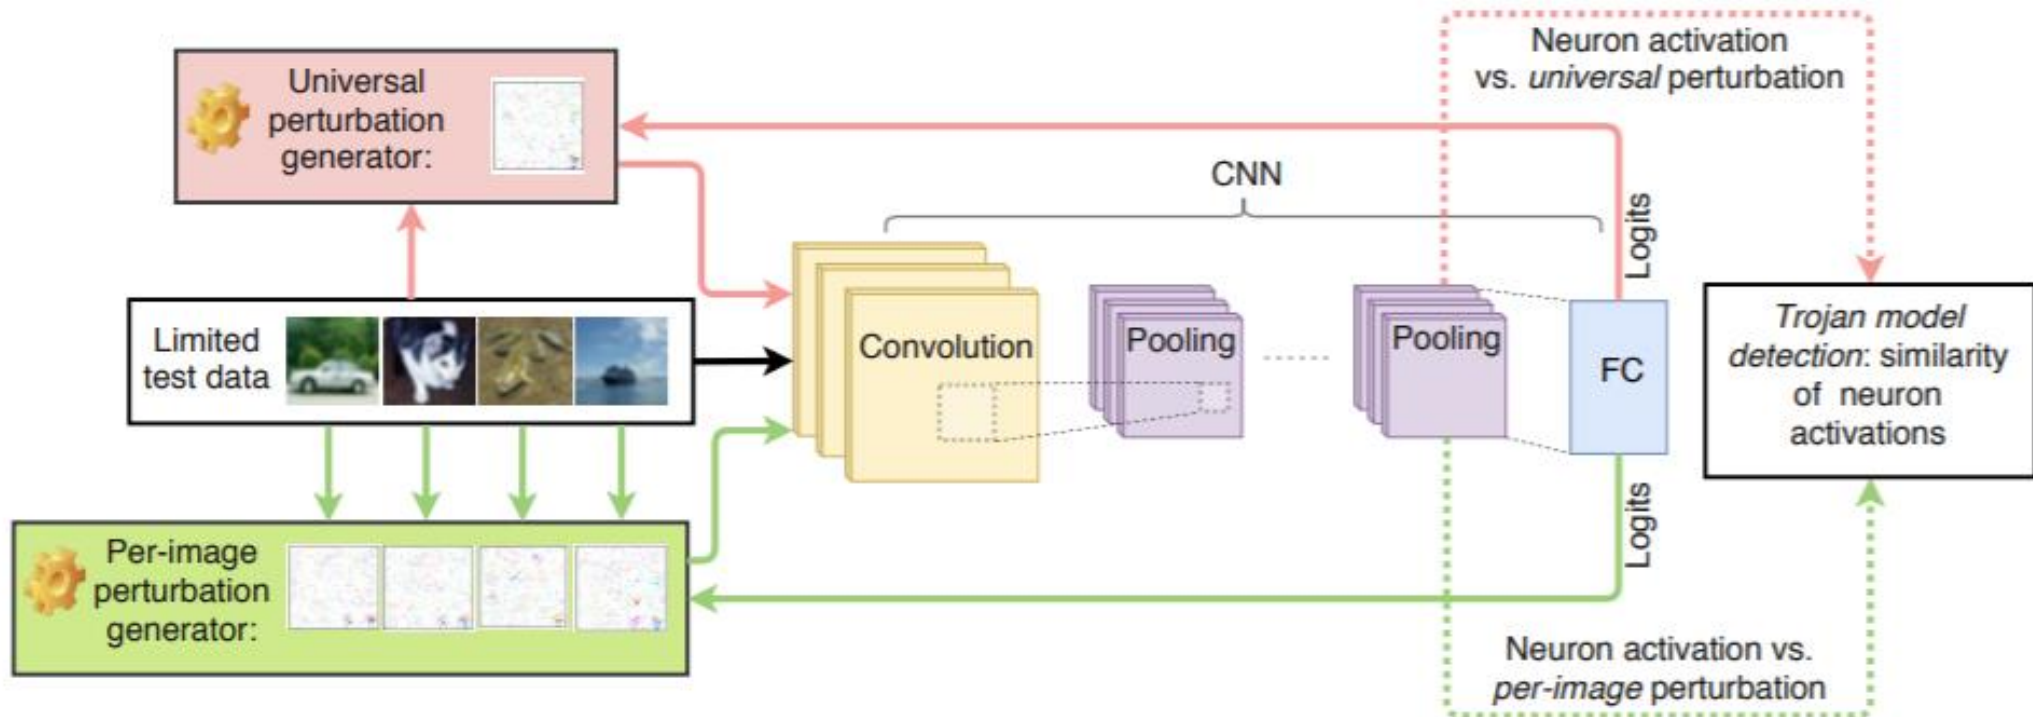 Universal
perturbation
generator:
Neuron activation
vs. universal perturbation
CNN
Logits
Limited
test data
Convolution
Pooling
Pooling
FC
Trojan model
detection: similarity
of neuron
activations
Logits
Per-image
perturbation
generator:
Neuron activation vs.
per-image perturbation